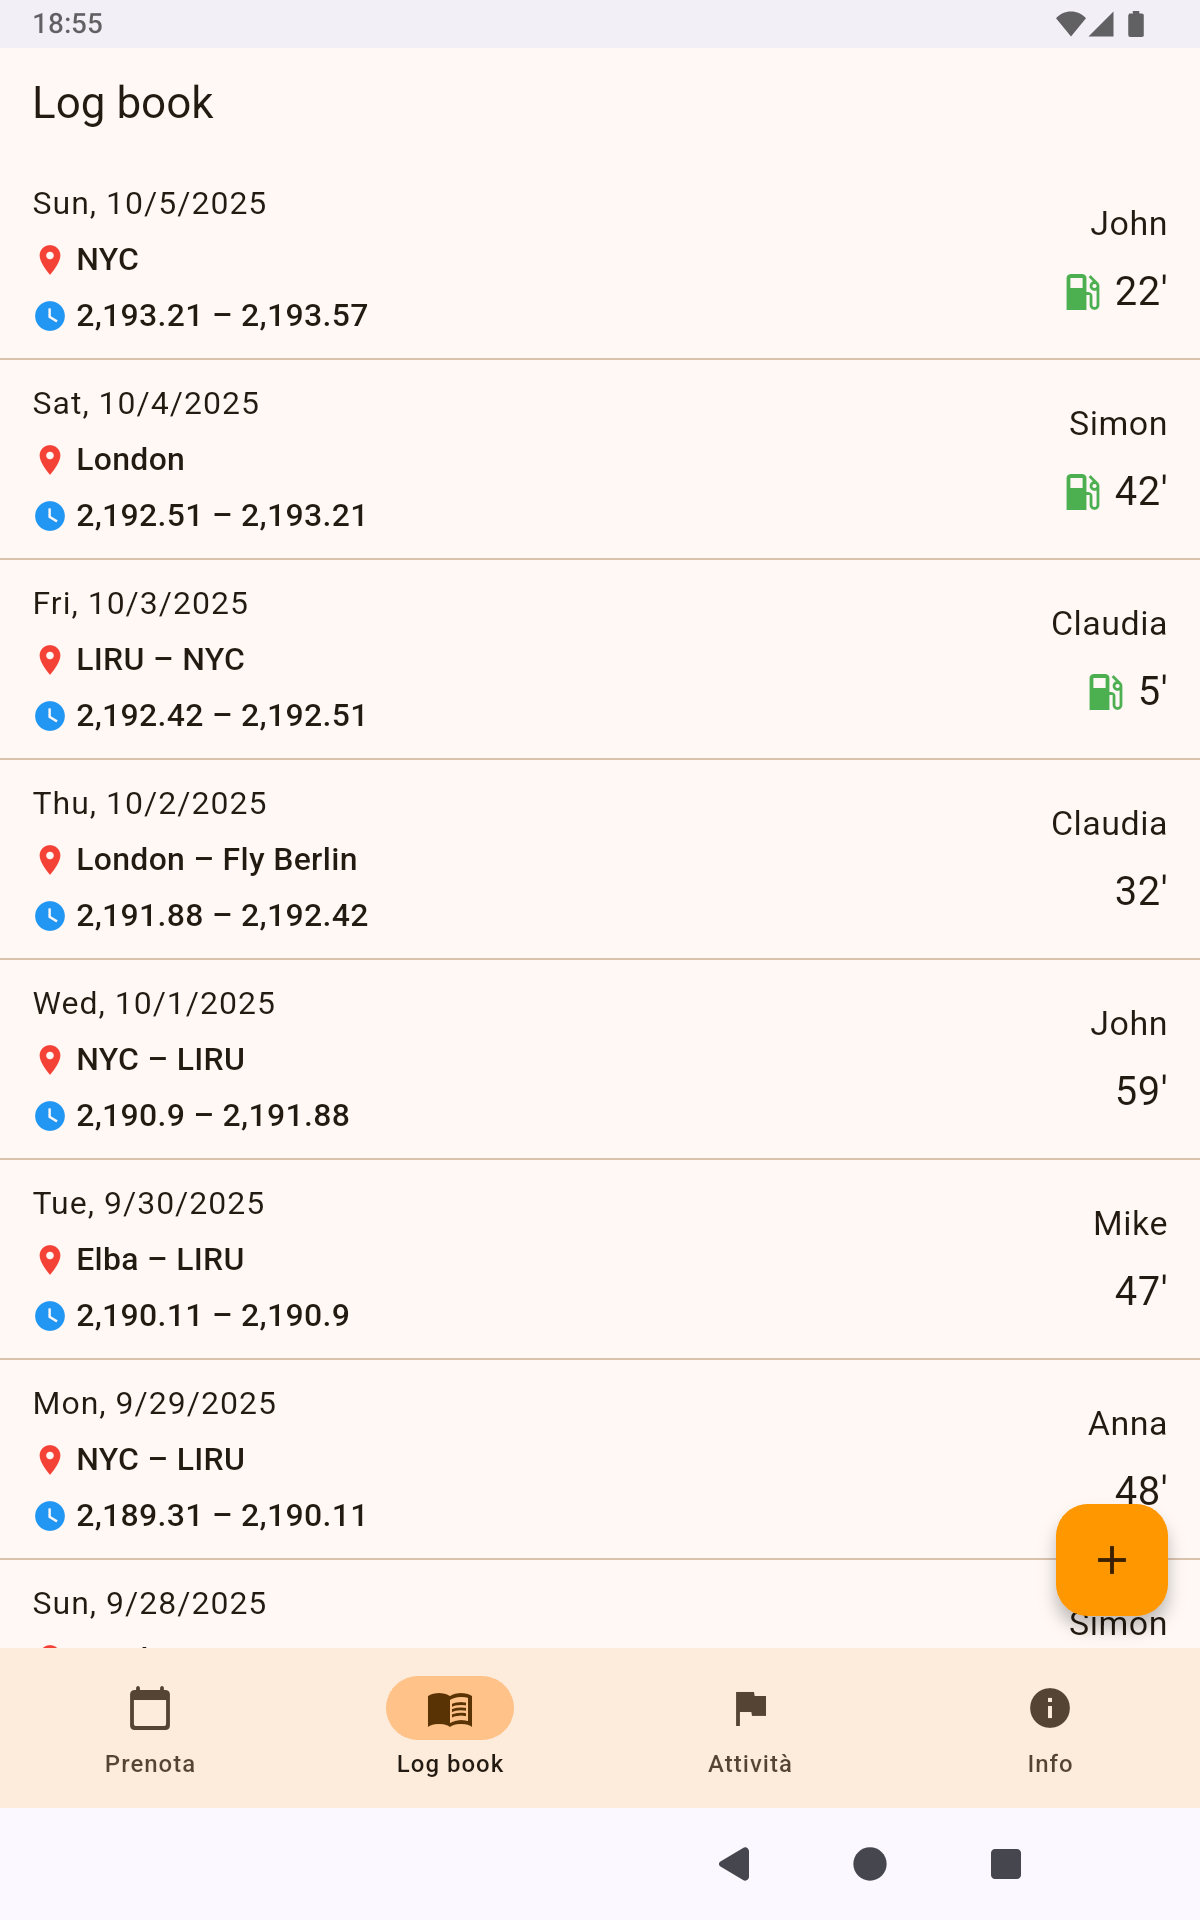 18:55
Log book
Sun, 10/5/2025
John
NYC
22'
2,193.21 – 2,193.57
Sat, 10/4/2025
Simon
London
42'
2,192.51 – 2,193.21
Fri, 10/3/2025
Claudia
LIRU – NYC
5'
2,192.42 – 2,192.51
Thu, 10/2/2025
Claudia
London – Fly Berlin
32'
2,191.88 – 2,192.42
Wed, 10/1/2025
John
NYC – LIRU
59'
2,190.9 – 2,191.88
Tue, 9/30/2025
Mike
Elba – LIRU
47'
2,190.11 – 2,190.9
Mon, 9/29/2025
Anna
NYC – LIRU
48'
2,189.31 – 2,190.11
Sun, 9/28/2025
Simon
Prenota
Log book
Attività
Info